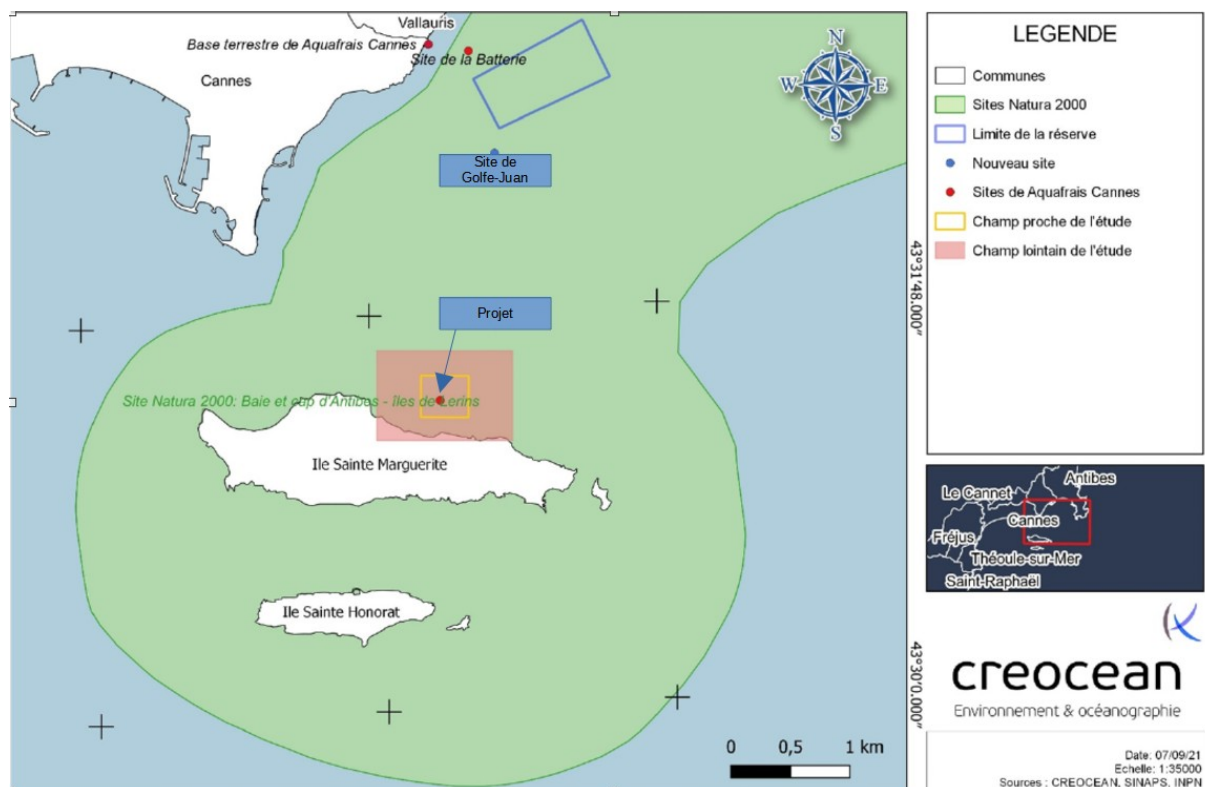 Vallauris
Base terrestre de Aquafrais Cannes
Site de la Batterie
Cannes
N
W
E
S
Site de
Golfe-Juan
Projet
Site Natura 2000: Baie et cap d'Antibes - îles de Lerins
Ile Sainte Marguerite
Ile Sainte Honorat
0 0,5 1 km
43°31'48.000"
43°30'0.000"
LEGENDE
Communes
Sites Natura 2000
Limite de la réserve
Nouveau site
Sites de Aquafrais Cannes
Champ proche de l'étude
Champ lointain de l'étude
Antibes
Le Cannet
Cannes
Fréjus
Théoule-sur-Mer
Saint-Raphaël
creocean
Environnement & océanographie
Date: 07/09/21
Echelle: 1:35000
Sources : CREOCEAN, SINAPS, INPN